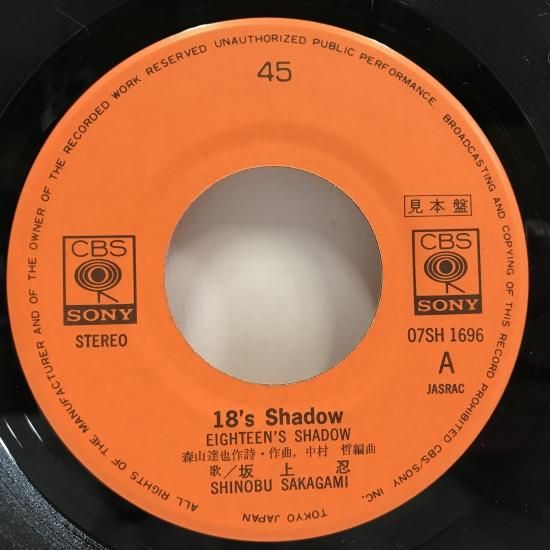 ALL RIGHTS OF THE MANUFACTURER AND OF THE OWNER OF THE RECORDED WORK RESERVED UNAUTHORIZED PUBLIC PERFORMANCE. BROADCASTING AND COPYING OF THIS RECORD PROHIBITED CBS/SONY INC. TOKYO JAPAN.
45
見本盤
CBS
SONY
STEREO
CBS
SONY
07SH 1696
A
JASRAC
18's Shadow
EIGHTEEN'S SHADOW
森山達也作詩・作曲, 中村 哲編曲
歌/坂上 忍
SHINOBU SAKAGAMI